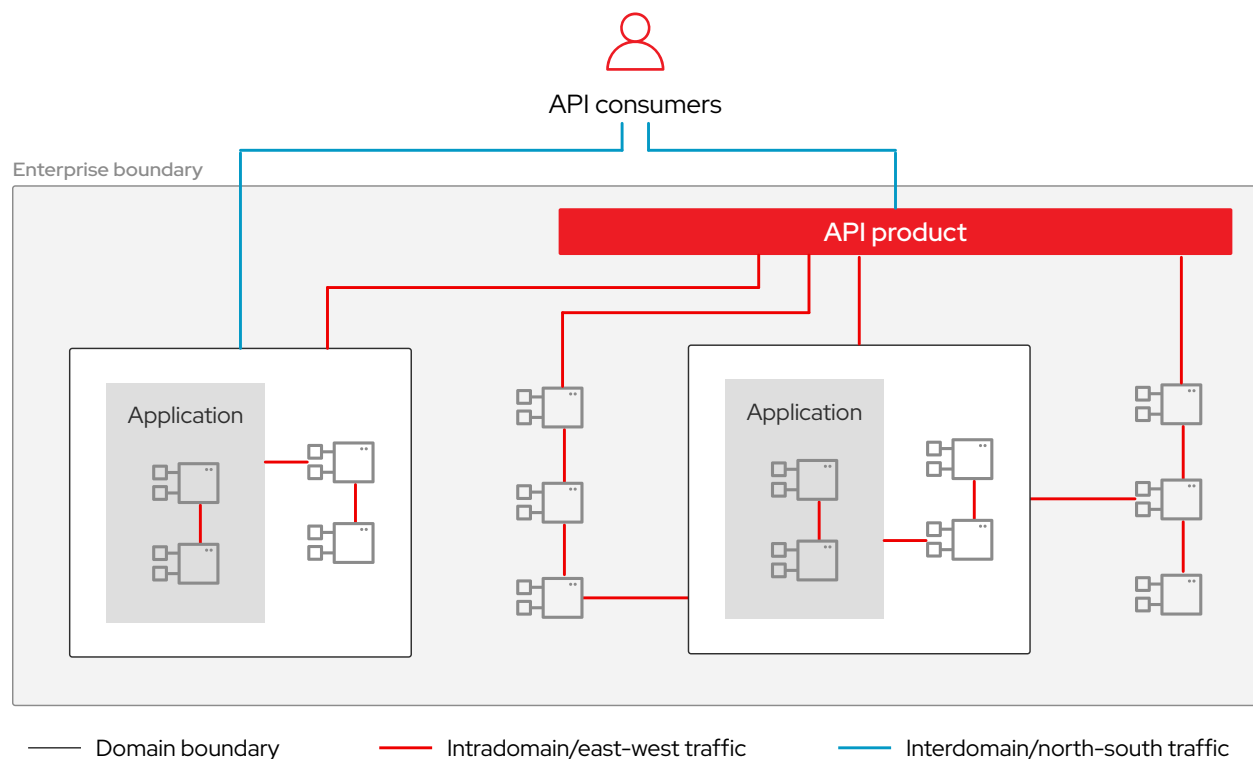 API consumers
Enterprise boundary
API product
Application
Application
Domain boundary
Intradomain/east-west traffic
Interdomain/north-south traffic